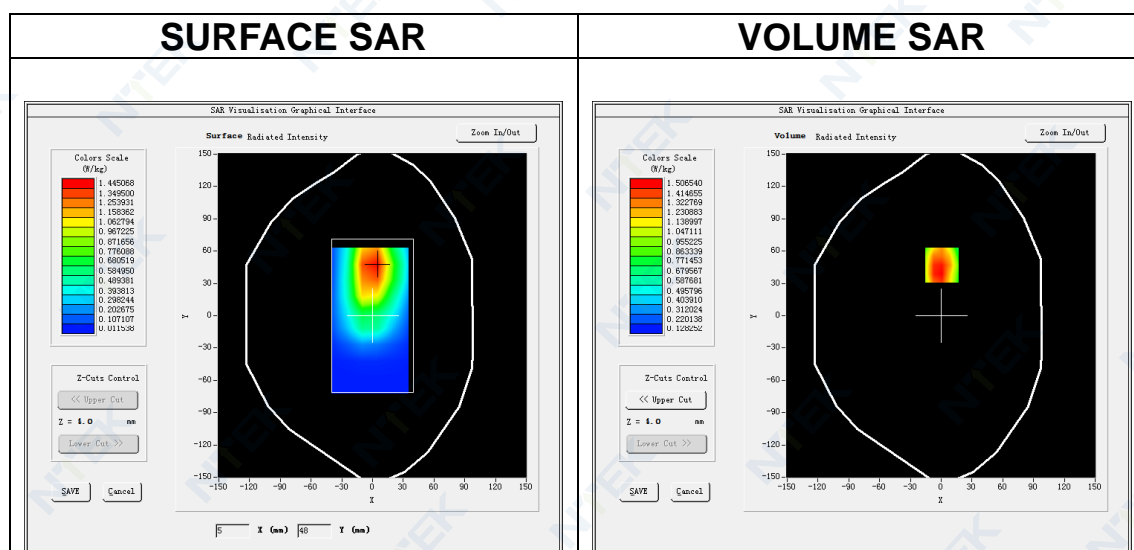 SURFACE SAR
VOLUME SAR
SAR Visualisation Graphical Interface
Surface Radiated Intensity
Zoom In/Out
Colors Scale
(W/kg)
1.445068
1.349500
1.253931
1.158362
1.062794
0.967225
0.871656
0.776088
0.680519
0.584950
0.489381
0.393813
0.298244
0.202675
0.107107
0.011538
150
120
90
60
30
0
-30
-60
-90
-120
-150
Y
-150 -120 -90 -60 -30 0 30 60 90 120 150
X
Z-Cuts Control
<< Upper Cut
Z = mm
Lower Cut >>
SAVE Cancel
5 X (mm) 48 Y (mm)
SAR Visualisation Graphical Interface
Volume Radiated Intensity
Zoom In/Out
Colors Scale
(W/kg)
1.506540
1.414655
1.322769
1.230883
1.138997
1.047111
0.955225
0.863339
0.771453
0.679567
0.587681
0.495796
0.403910
0.312024
0.220138
0.128252
150
120
90
60
30
0
-30
-60
-90
-120
-150
Y
-150 -120 -90 -60 -30 0 30 60 90 120 150
X
Z-Cuts Control
<< Upper Cut
Z = mm
Lower Cut >>
SAVE Cancel
NTEK